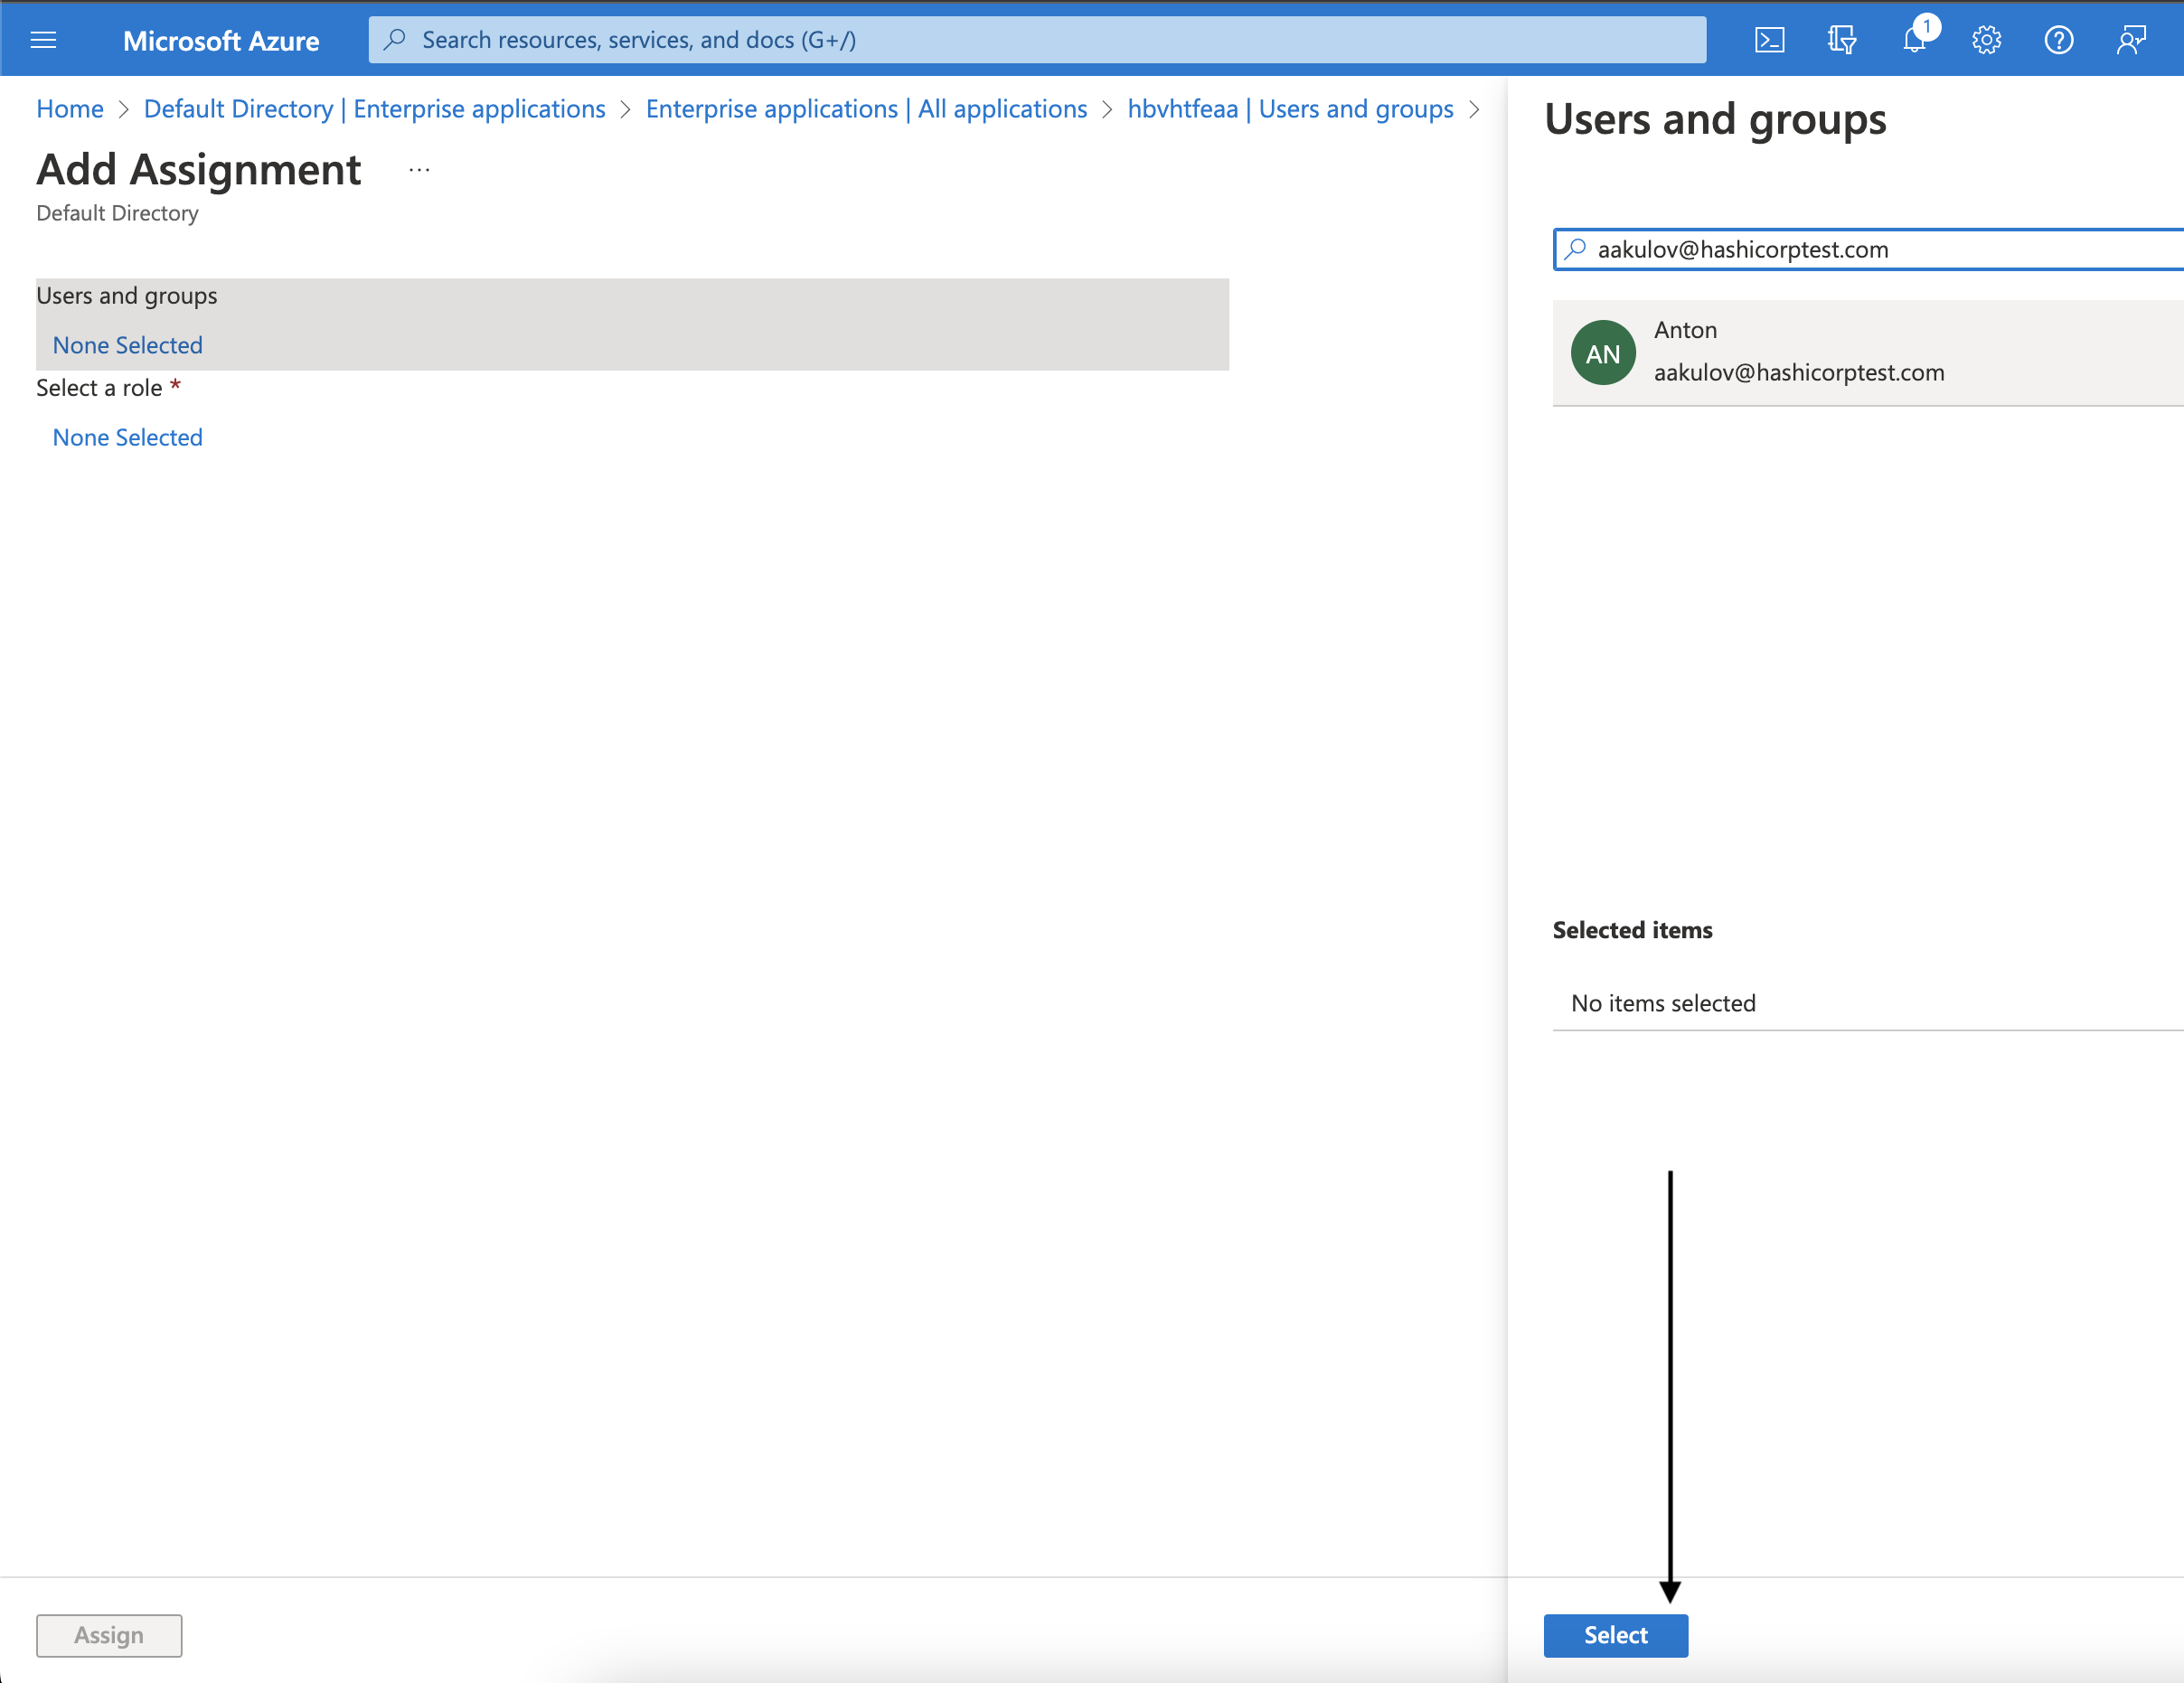 Microsoft Azure
Search resources, services, and docs (G+/)
1
Home > Default Directory | Enterprise applications > Enterprise applications | All applications > hbvhtfeaa | Users and groups >
Add Assignment ...
Default Directory
Users and groups
None Selected
Select a role *
None Selected
Assign
Users and groups
aakulov@hashicorptest.com
AN
Anton
aakulov@hashicorptest.com
Selected items
No items selected
Select